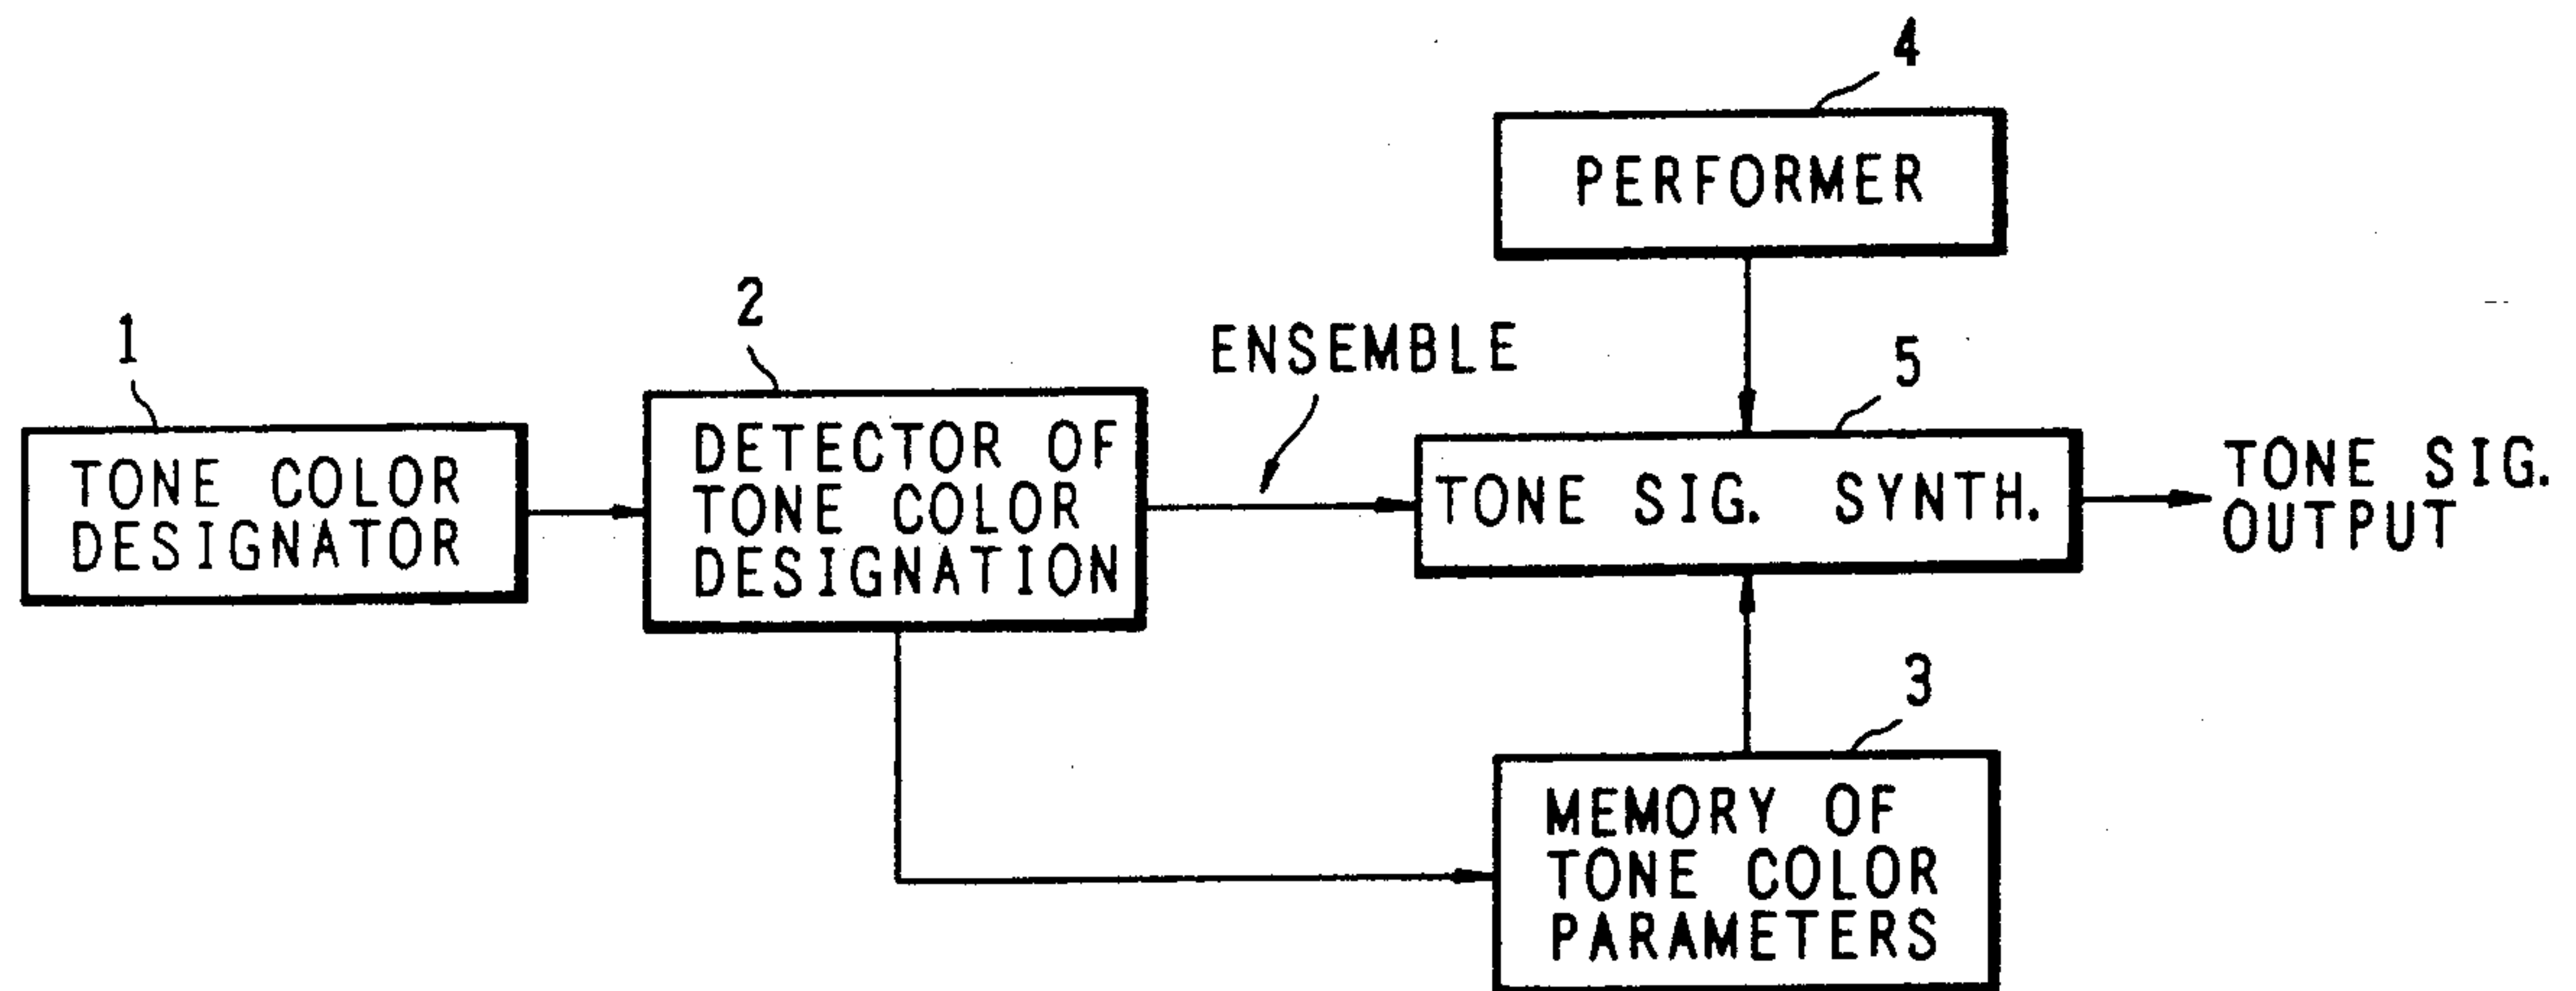 4
PERFORMER
1
TONE COLOR
DESIGNATOR
2
DETECTOR OF
TONE COLOR
DESIGNATION
ENSEMBLE
5
TONE SIG. SYNTH.
TONE SIG.
OUTPUT
3
MEMORY OF
TONE COLOR
PARAMETERS